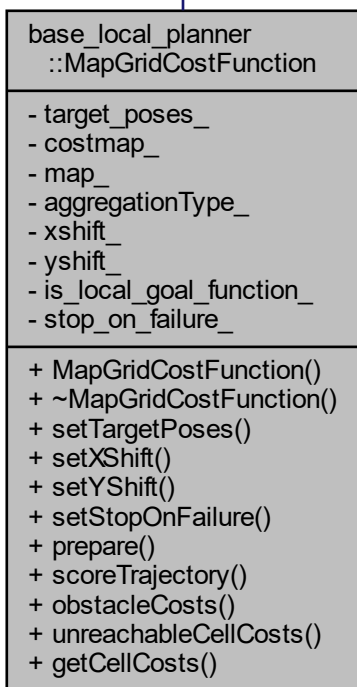 base_local_planner
::MapGridCostFunction
- target_poses_
- costmap_
- map_
- aggregationType_
- xshift_
- yshift_
- is_local_goal_function_
- stop_on_failure_
+ MapGridCostFunction()
+ ~MapGridCostFunction()
+ setTargetPoses()
+ setXShift()
+ setYShift()
+ setStopOnFailure()
+ prepare()
+ scoreTrajectory()
+ obstacleCosts()
+ unreachableCellCosts()
+ getCellCosts()